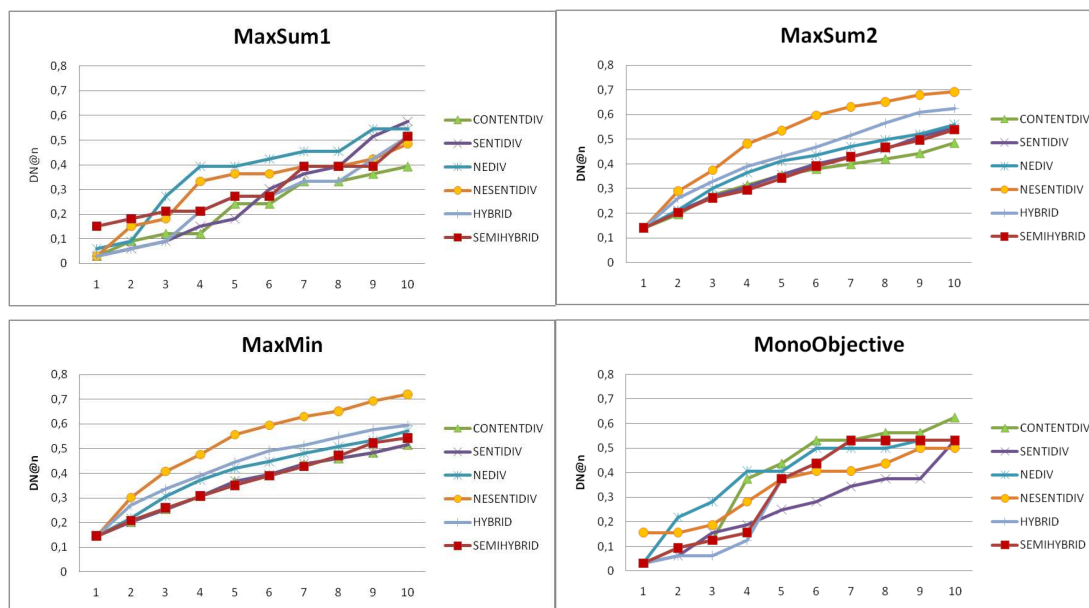 MaxSum1
DN@n
0,8
0,7
0,6
0,5
0,4
0,3
0,2
0,1
0
1 2 3 4 5 6 7 8 9 10
CONTENTDIV
SENTIDIV
NEDIV
NESENTIDIV
HYBRID
SEMIHYBRID
MaxSum2
DN@n
0,8
0,7
0,6
0,5
0,4
0,3
0,2
0,1
0
1 2 3 4 5 6 7 8 9 10
CONTENTDIV
SENTIDIV
NEDIV
NESENTIDIV
HYBRID
SEMIHYBRID
MaxMin
DN@n
0,8
0,7
0,6
0,5
0,4
0,3
0,2
0,1
0
1 2 3 4 5 6 7 8 9 10
CONTENTDIV
SENTIDIV
NEDIV
NESENTIDIV
HYBRID
SEMIHYBRID
MonoObjective
DN@n
0,8
0,7
0,6
0,5
0,4
0,3
0,2
0,1
0
1 2 3 4 5 6 7 8 9 10
CONTENTDIV
SENTIDIV
NEDIV
NESENTIDIV
HYBRID
SEMIHYBRID